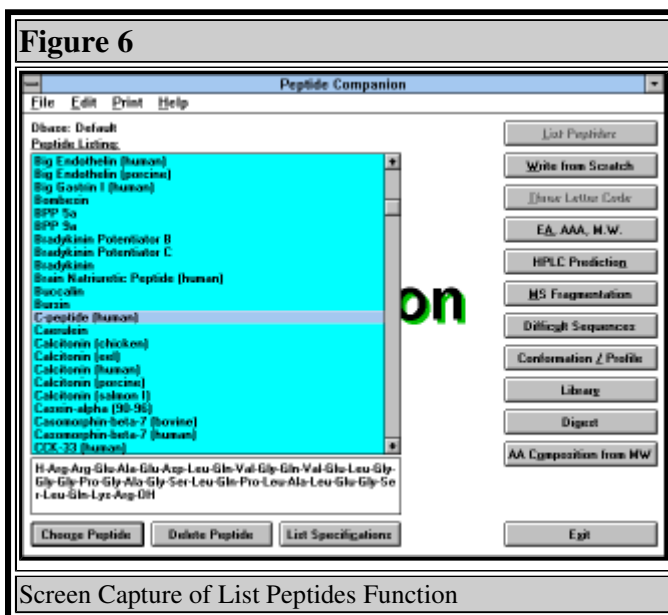 Figure 6
Peptide Companion
File Edit Print Help
Dbase: Default
Peptide Listing:
Big Endothelin (human)
Big Endothelin (porcine)
Big Gastrin I (human)
Bombesin
BPP 5a
BPP 9a
Bradykinin Potentiator B
Bradykinin Potentiator C
Bradykinin
Brain Natriuretic Peptide (human)
Buccalin
Bursin
C-peptide (human)
Caerulein
Calcitonin (chicken)
Calcitonin (eel)
Calcitonin (human)
Calcitonin (porcine)
Calcitonin (salmon I)
Casein-alpha (90-96)
Casomorphin-beta-7 (bovine)
Casomorphin-beta-7 (human)
CCK-33 (human)
H-Arg-Arg-Glu-Ala-Glu-Asp-Leu-Gln-Val-Gly-Gln-Val-Glu-Leu-Gly-
Gly-Gly-Pro-Gly-Ala-Gly-Ser-Leu-Gln-Pro-Leu-Ala-Leu-Glu-Gly-Se
r-Leu-Gln-Lys-Arg-OH
Choose Peptide Delete Peptide List Specifications
on
List Peptides
Write from Scratch
Three Letter Code
EA, AAA, M.W.
HPLC Prediction
MS Fragmentation
Difficult Sequences
Conformation / Profile
Library
Digest
AA Composition from MW
Exit
Screen Capture of List Peptides Function